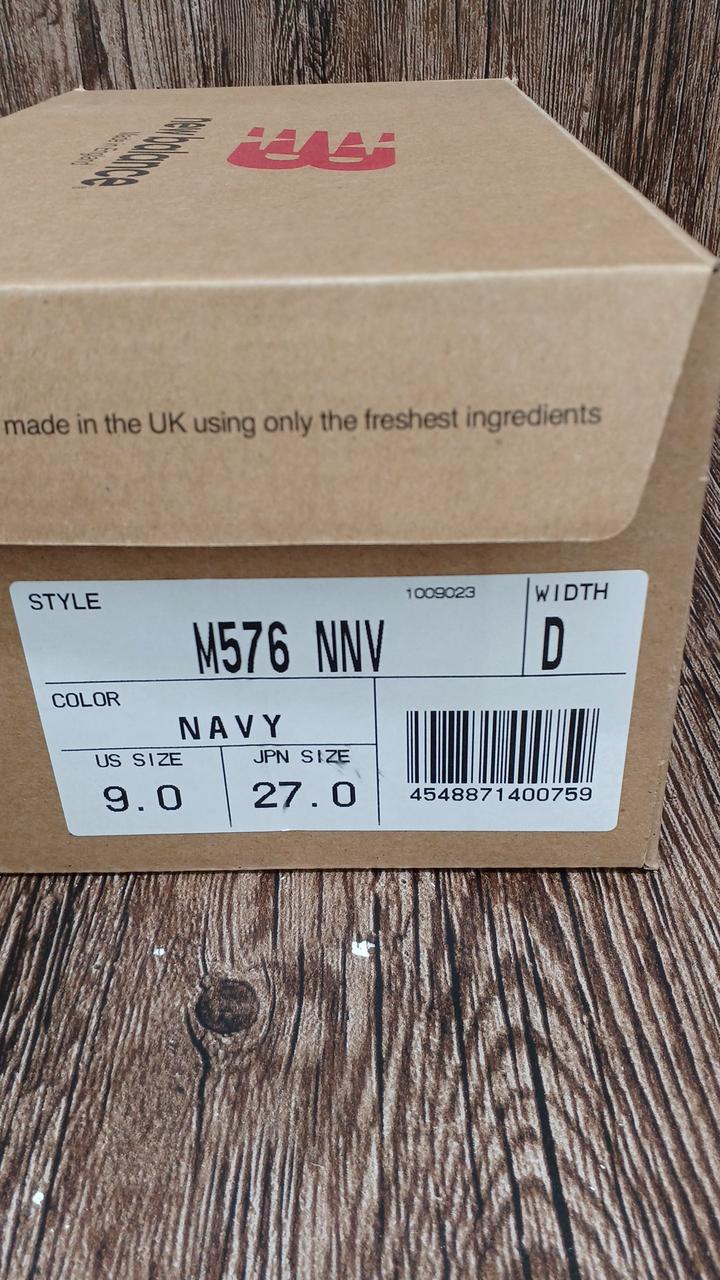 new balance
made in the UK using only the freshest ingredients
STYLE
1009023
WIDTH
M576 NNV
D
COLOR
NAVY
US SIZE
JPN SIZE
9.0
27.0
4548871400759